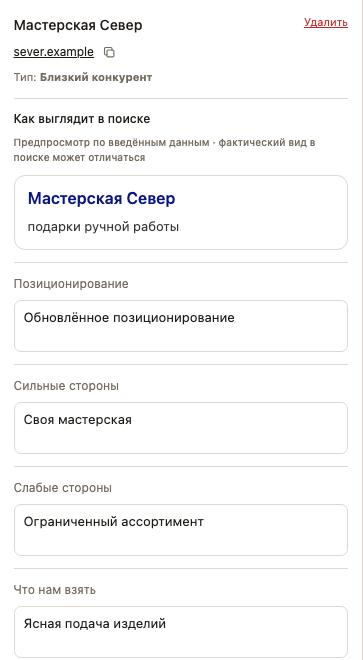 Мастерская Север
Удалить
sever.example
Тип: Близкий конкурент
Как выглядит в поиске
Предпросмотр по введённым данным · фактический вид в
поиске может отличаться
Мастерская Север
подарки ручной работы
Позиционирование
Обновлённое позиционирование
Сильные стороны
Своя мастерская
Слабые стороны
Ограниченный ассортимент
Что нам взять
Ясная подача изделий